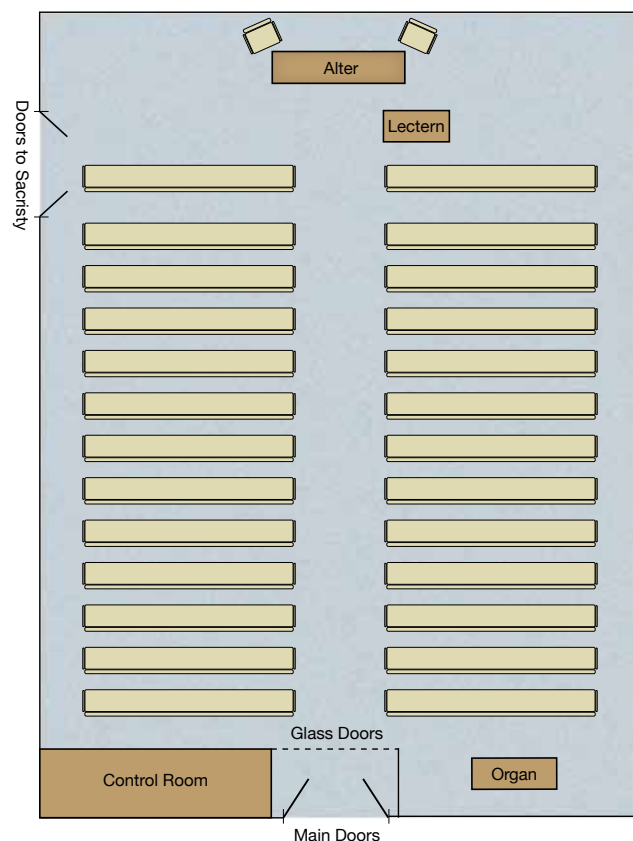 Alter
Lectern
Doors to Sacristy
Glass Doors
Control Room
Organ
Main Doors